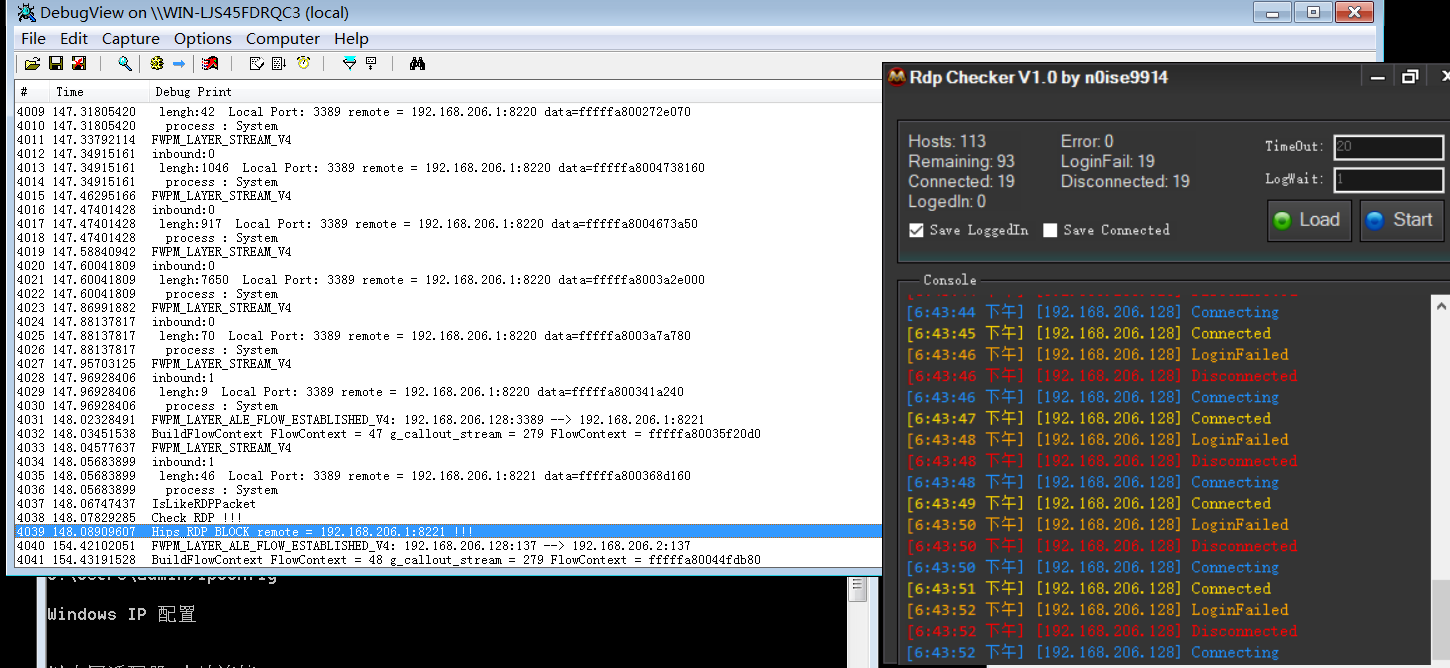 DebugView on \\WIN-LJS45FDRQC3 (local)
File Edit Capture Options Computer Help
# Time Debug Print
4009 147.31805420 lengh:42 Local Port: 3389 remote = 192.168.206.1:8220 data=fffffa800272e070
4010 147.31805420 process : System
4011 147.33792114 FWPM_LAYER_STREAM_V4
4012 147.34915161 inbound:0
4013 147.34915161 lengh:1046 Local Port: 3389 remote = 192.168.206.1:8220 data=fffffa8004738160
4014 147.34915161 process : System
4015 147.46295166 FWPM_LAYER_STREAM_V4
4016 147.47401428 inbound:0
4017 147.47401428 lengh:917 Local Port: 3389 remote = 192.168.206.1:8220 data=fffffa8004673a50
4018 147.47401428 process : System
4019 147.58840942 FWPM_LAYER_STREAM_V4
4020 147.60041809 inbound:0
4021 147.60041809 lengh:7650 Local Port: 3389 remote = 192.168.206.1:8220 data=fffffa8003a2e000
4022 147.60041809 process : System
4023 147.86991882 FWPM_LAYER_STREAM_V4
4024 147.88137817 inbound:0
4025 147.88137817 lengh:70 Local Port: 3389 remote = 192.168.206.1:8220 data=fffffa8003a7a780
4026 147.88137817 process : System
4027 147.95703125 FWPM_LAYER_STREAM_V4
4028 147.96928406 inbound:1
4029 147.96928406 lengh:9 Local Port: 3389 remote = 192.168.206.1:8220 data=fffffa800341a240
4030 147.96928406 process : System
4031 148.02328491 FWPM_LAYER_ALE_FLOW_ESTABLISHED_V4: 192.168.206.128:3389 --> 192.168.206.1:8221
4032 148.03451538 BuildFlowContext FlowContext = 47 g_callout_stream = 279 FlowContext = fffffa80035f20d0
4033 148.04577637 FWPM_LAYER_STREAM_V4
4034 148.05683899 inbound:1
4035 148.05683899 lengh:46 Local Port: 3389 remote = 192.168.206.1:8221 data=fffffa800368d160
4036 148.05683899 process : System
4037 148.06747437 IsLikeRDPPacket
4038 148.07829285 Check RDP !!!
4039 148.08909607 Hips RDP BLOCK remote = 192.168.206.1:8221 !!!
4040 154.42102051 FWPM_LAYER_ALE_FLOW_ESTABLISHED_V4: 192.168.206.128:137 --> 192.168.206.2:137
4041 154.43191528 BuildFlowContext FlowContext = 48 g_callout_stream = 279 FlowContext = fffffa80044fdb80
Windows IP 配置
Rdp Checker V1.0 by n0ise9914
Hosts: 113 Error: 0 TimeOut: 20
Remaining: 93 LoginFail: 19
Connected: 19 Disconnected: 19 LogWait: 1
LogedIn: 0
Save LoggedIn Save Connected Load Start
Console
[6:43:44 下午] [192.168.206.128] Connecting
[6:43:45 下午] [192.168.206.128] Connected
[6:43:46 下午] [192.168.206.128] LoginFailed
[6:43:46 下午] [192.168.206.128] Disconnected
[6:43:46 下午] [192.168.206.128] Connecting
[6:43:47 下午] [192.168.206.128] Connected
[6:43:48 下午] [192.168.206.128] LoginFailed
[6:43:48 下午] [192.168.206.128] Disconnected
[6:43:48 下午] [192.168.206.128] Connecting
[6:43:49 下午] [192.168.206.128] Connected
[6:43:50 下午] [192.168.206.128] LoginFailed
[6:43:50 下午] [192.168.206.128] Disconnected
[6:43:50 下午] [192.168.206.128] Connecting
[6:43:51 下午] [192.168.206.128] Connected
[6:43:52 下午] [192.168.206.128] LoginFailed
[6:43:52 下午] [192.168.206.128] Disconnected
[6:43:52 下午] [192.168.206.128] Connecting